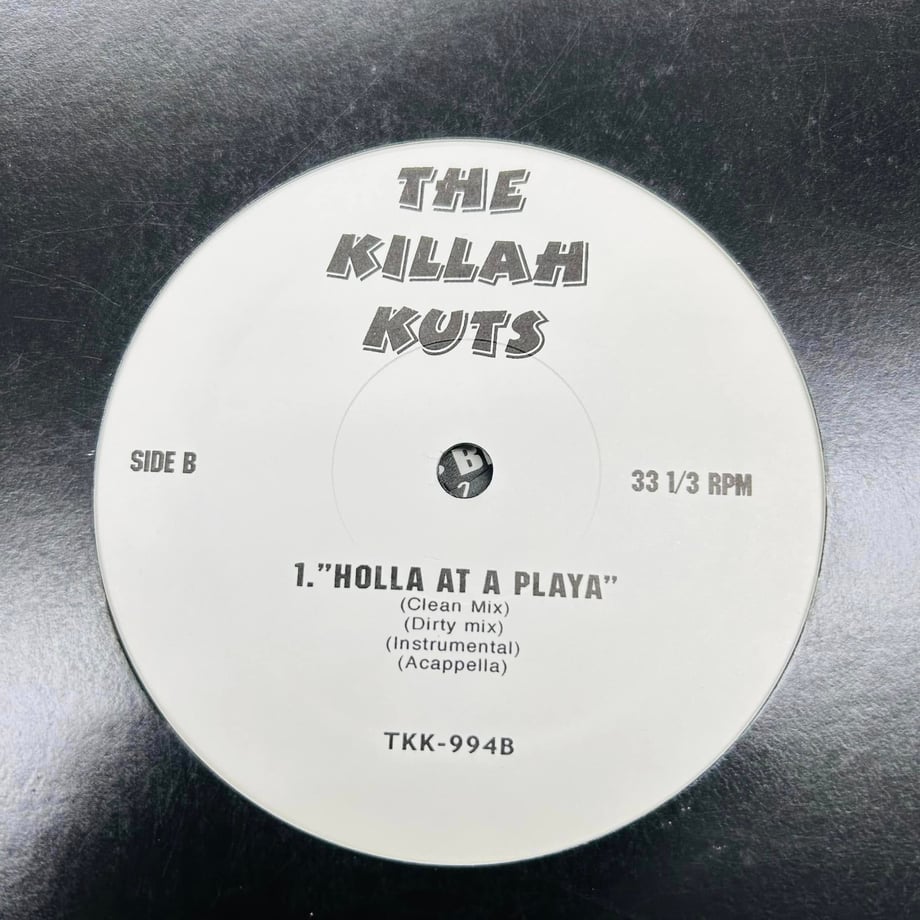 THE
KILLAH
KUTS
SIDE B
33 1/3 RPM
1."HOLLA AT A PLAYA"
(Clean Mix)
(Dirty mix)
(Instrumental)
(Acappella)
TKK-994B